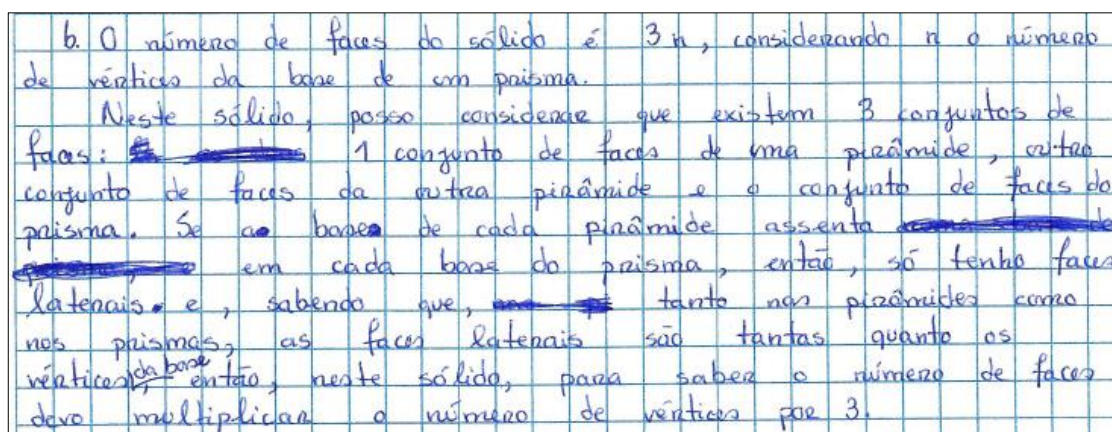 b. O número de faces do sólido é 3n, considerando n o número
de vértices da base de um prisma.
Neste sólido, posso considerar que existem 3 conjuntos de
faces: 1 conjunto de faces de uma pirâmide, outro
conjunto de faces da outra pirâmide e o conjunto de faces do
prisma. Se a base de cada pirâmide assenta
em cada base do prisma, então, só tenho faces
laterais e, sabendo que, tanto nas pirâmides como
nos prismas, as faces laterais são tantas quanto os
vértices da base, então, neste sólido, para saber o número de faces
devo multiplicar o número de vértices por 3.